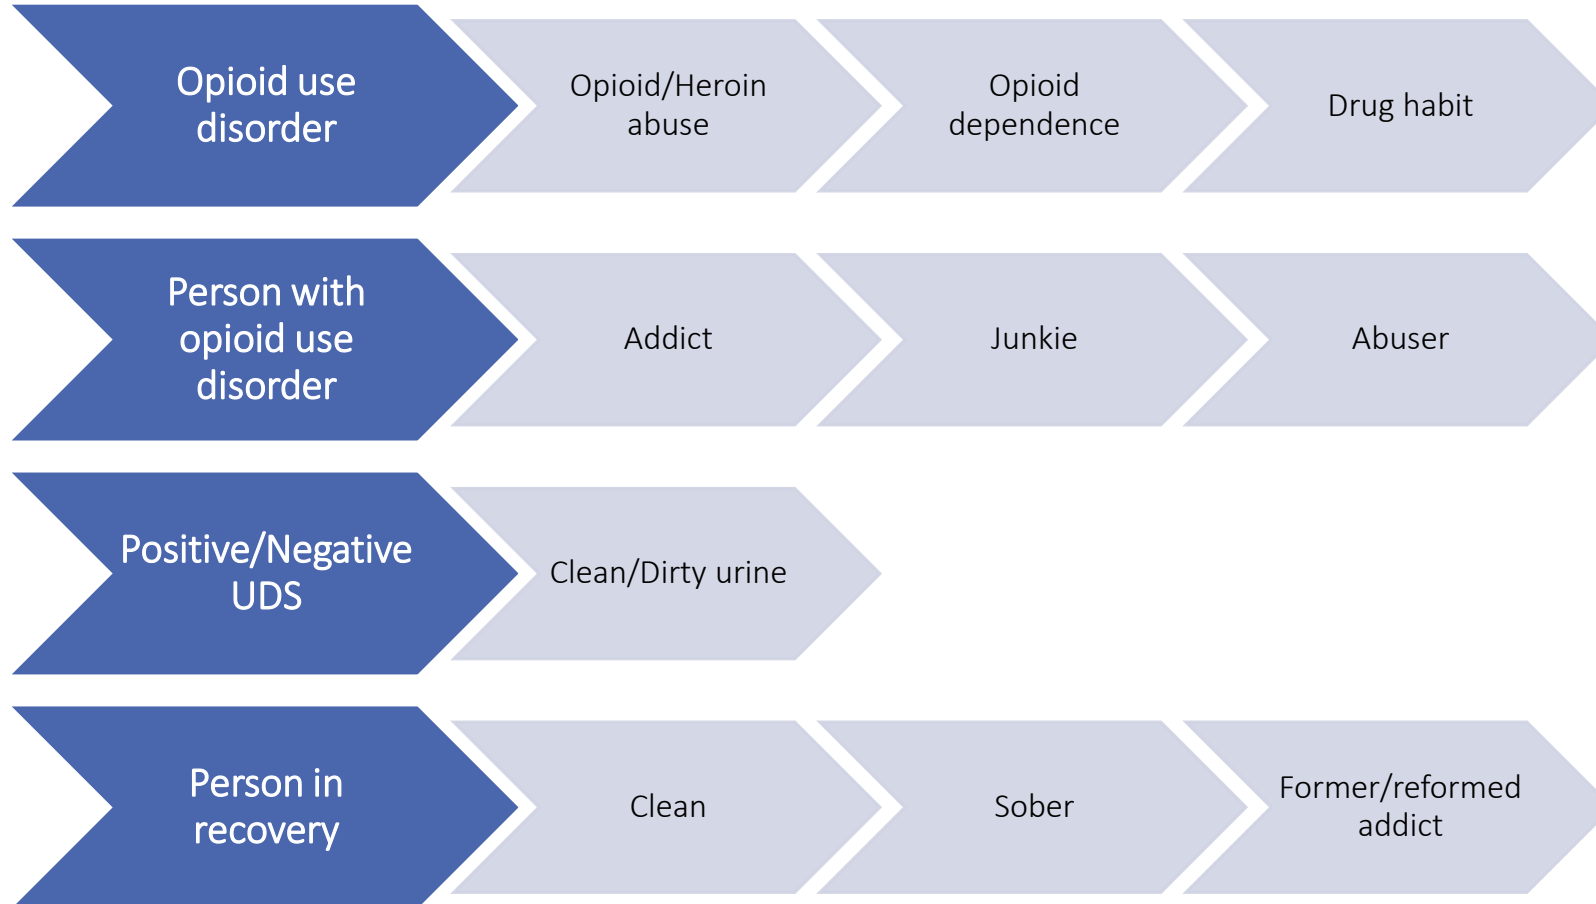 Opioid use
disorder
Opioid/Heroin
abuse
Opioid
dependence
Drug habit
Person with
opioid use
disorder
Addict
Junkie
Abuser
Positive/Negative
UDS
Clean/Dirty urine
Person in
recovery
Clean
Sober
Former/reformed
addict